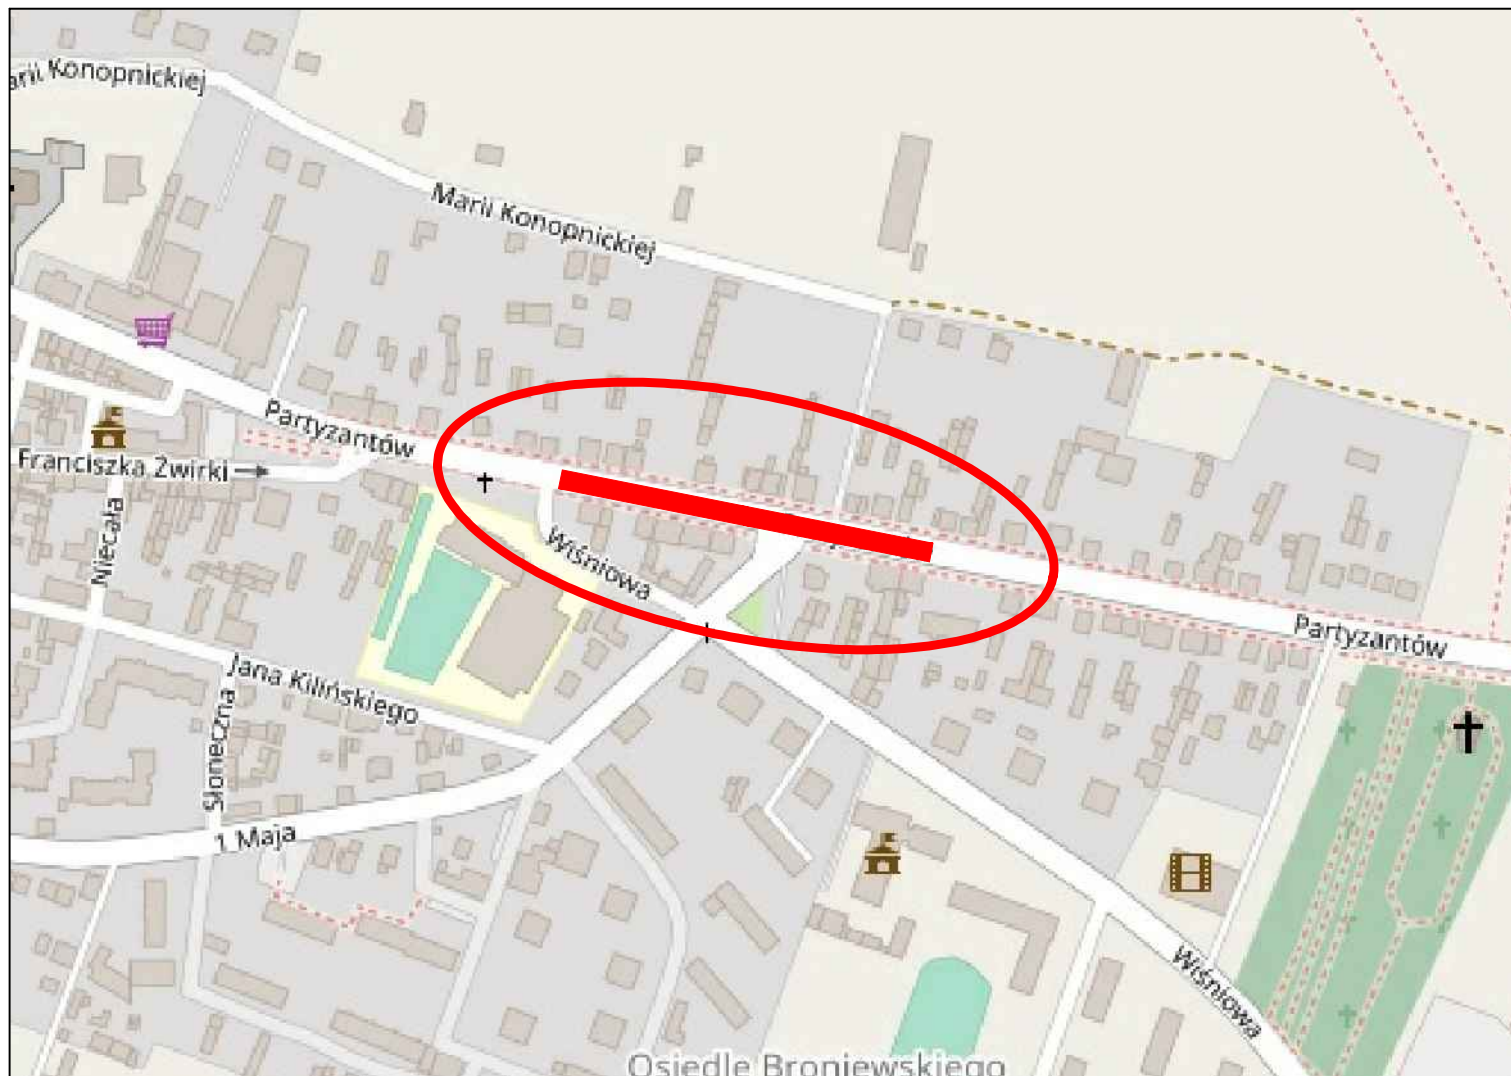 arii Konopnickiej
Marii Konopnickiej
Partyzantów
Franciszka Żwirki
Niecała
Wiśniowa
Partyzantów
Jana Kilińskiego
Słoneczna
1 Maja
Wiśniowa
Osiedle Broniewskiego